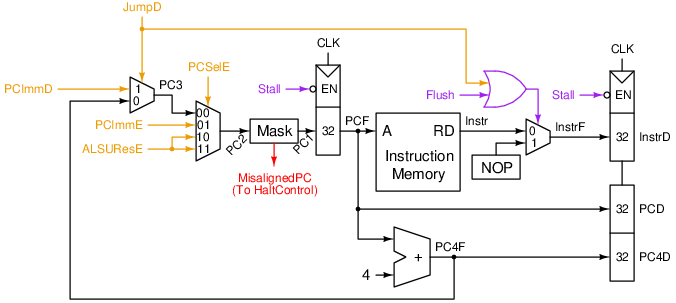 JumpD
CLK
CLK
PCSelE
PC3
PCImmD
1
0
Stall
EN
Flush
Stall
EN
00
01
10
11
PCImmE
ALSUResE
PC2
Mask
PC1
32
PCF
A
RD
Instruction
Memory
Instr
0
1
InstrF
32
InstrD
NOP
MisalignedPC
(To HaltControl)
32
PCD
PC4F
+
4
32
PC4D